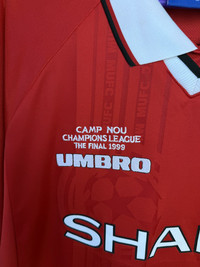 CAMP NOU
CHAMPIONS LEAGUE
THE FINAL 1999
UMBRO
SHA